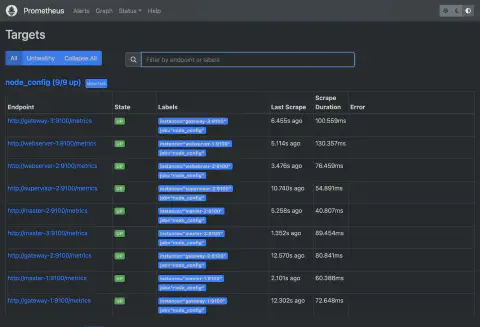 Prometheus Alerts Graph Status Help
Targets
All Unhealthy Collapse All Filter by endpoint or labels
node_config (9/9 up)
Endpoint State Labels Last Scrape Scrape Duration Error
http://gateway-3:9100/metrics UP instance="gateway-3:9100" 6.455s ago 100.559ms
job="node_config"
http://webserver-1:9100/metrics UP instance="webserver-1:9100" 5.114s ago 130.357ms
job="node_config"
http://webserver-2:9100/metrics UP instance="webserver-2:9100" 3.476s ago 76.459ms
job="node_config"
http://supervisor-2:9100/metrics UP instance="supervisor-2:9100" 10.740s ago 54.891ms
job="node_config"
http://master-2:9100/metrics UP instance="master-2:9100" 5.258s ago 40.807ms
job="node_config"
http://master-3:9100/metrics UP instance="master-3:9100" 1.352s ago 89.454ms
job="node_config"
http://gateway-2:9100/metrics UP instance="gateway-2:9100" 12.570s ago 80.841ms
job="node_config"
http://master-1:9100/metrics UP instance="master-1:9100" 2.101s ago 60.386ms
job="node_config"
http://gateway-1:9100/metrics UP instance="gateway-1:9100" 12.302s ago 72.648ms
job="node_config"